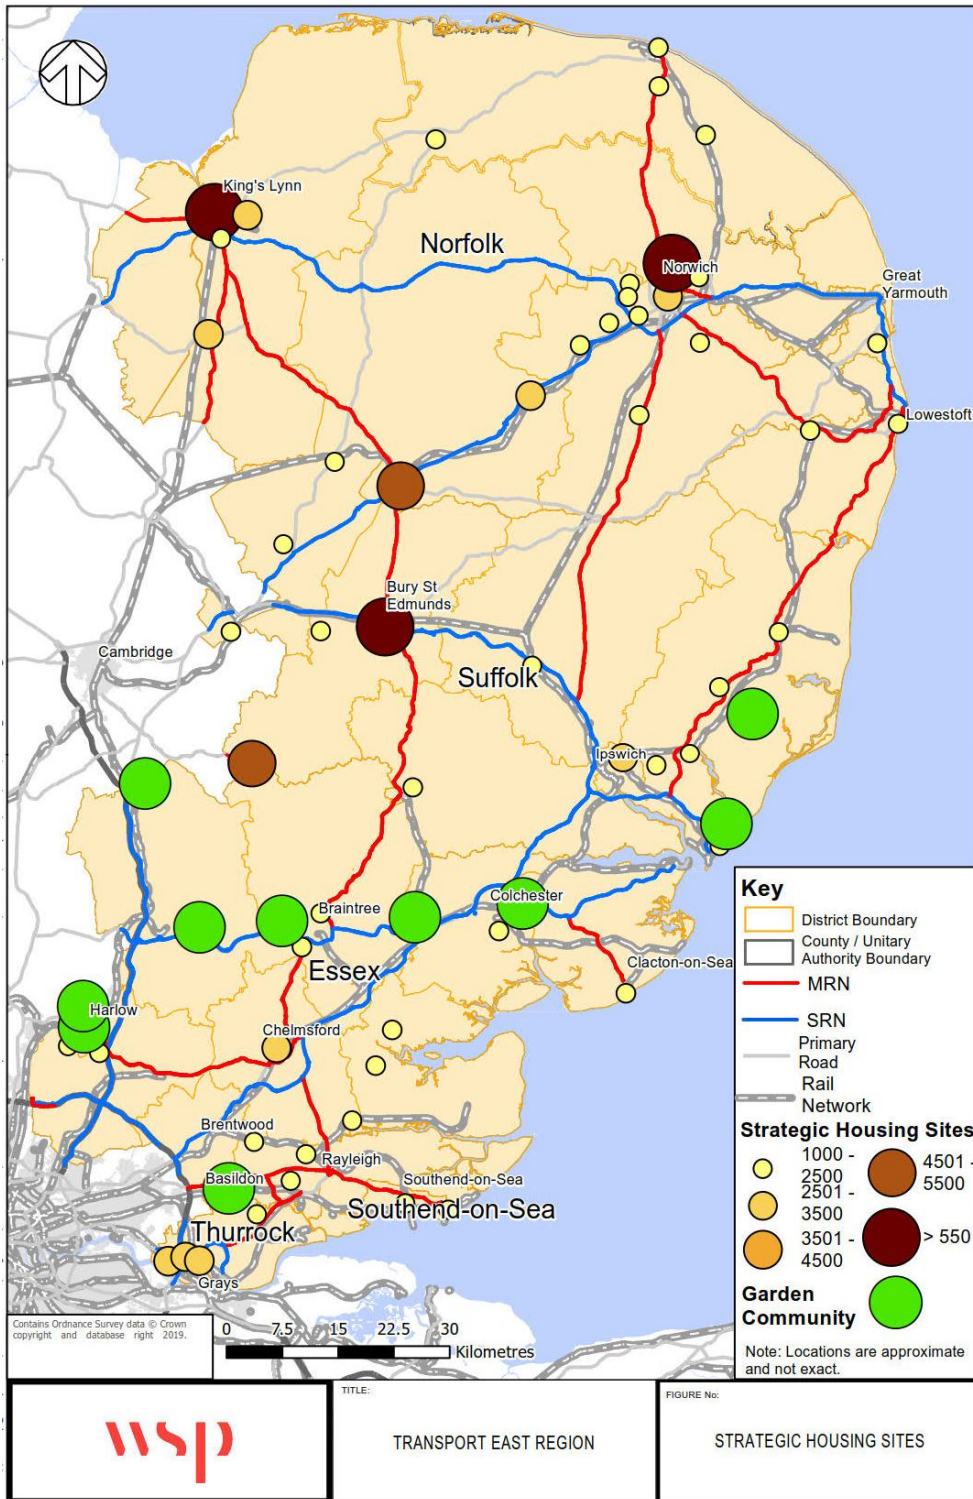 King's Lynn
Norfolk
Norwich
Great
Yarmouth
Lowestoft
Bury St
Edmunds
Cambridge
Suffolk
Ipswich
Colchester
Braintree
Essex
Clacton-on-Sea
Harlow
Chelmsford
Brentwood
Rayleigh
Basildon
Southend-on-Sea
Southend-on-Sea
Thurrock
Grays
Key
District Boundary
County / Unitary
Authority Boundary
MRN
SRN
Primary
Road
Rail
Network
Strategic Housing Sites
1000 -
2500
2501 -
3500
3501 -
4500
4501 -
5500
> 550
Garden
Community
Note: Locations are approximate
and not exact.
Contains Ordnance Survey data © Crown
copyright and database right 2019.
0 7.5 15 22.5 30
Kilometres
wsp
TITLE:
TRANSPORT EAST REGION
FIGURE No:
STRATEGIC HOUSING SITES